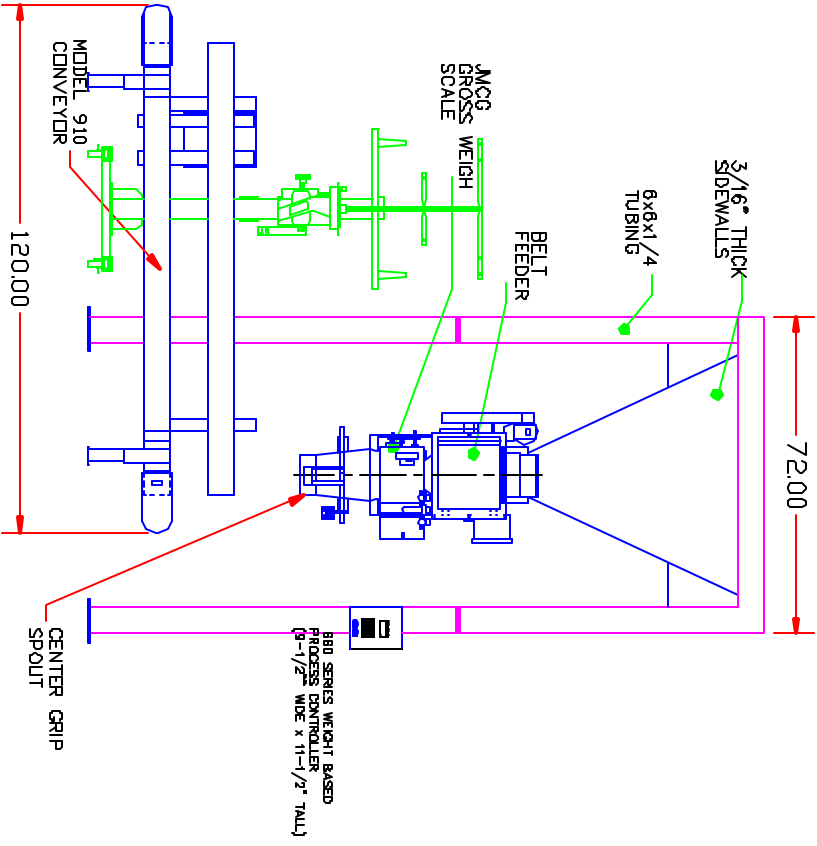 72.00
3/16" THICK
SIDEWALLS
6x6x1/4
TUBING
BELT
FEEDER
JMCG
GROSS WEIGH
SCALE
880 SERIES WEIGHT BASED
PROCESS CONTROLLER
(9-1/2" WIDE x 11-1/2" TALL)
MODEL 910
CONVEYOR
CENTER GRIP
SPOUT
120.00